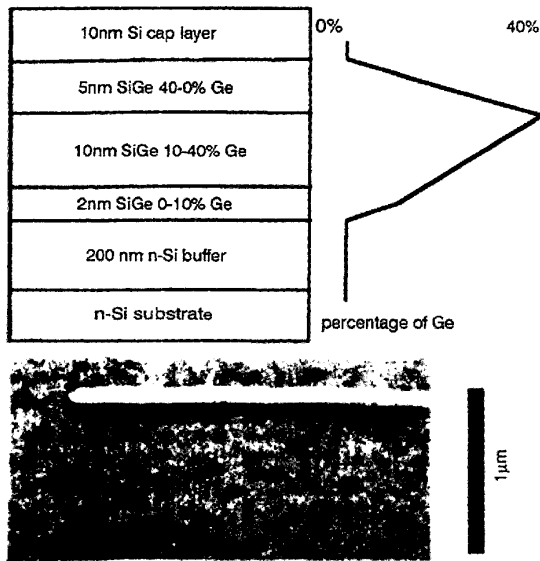 10nm Si cap layer
0%
40%
5nm SiGe 40-0% Ge
10nm SiGe 10-40% Ge
2nm SiGe 0-10% Ge
200 nm n-Si buffer
n-Si substrate
percentage of Ge
1μm